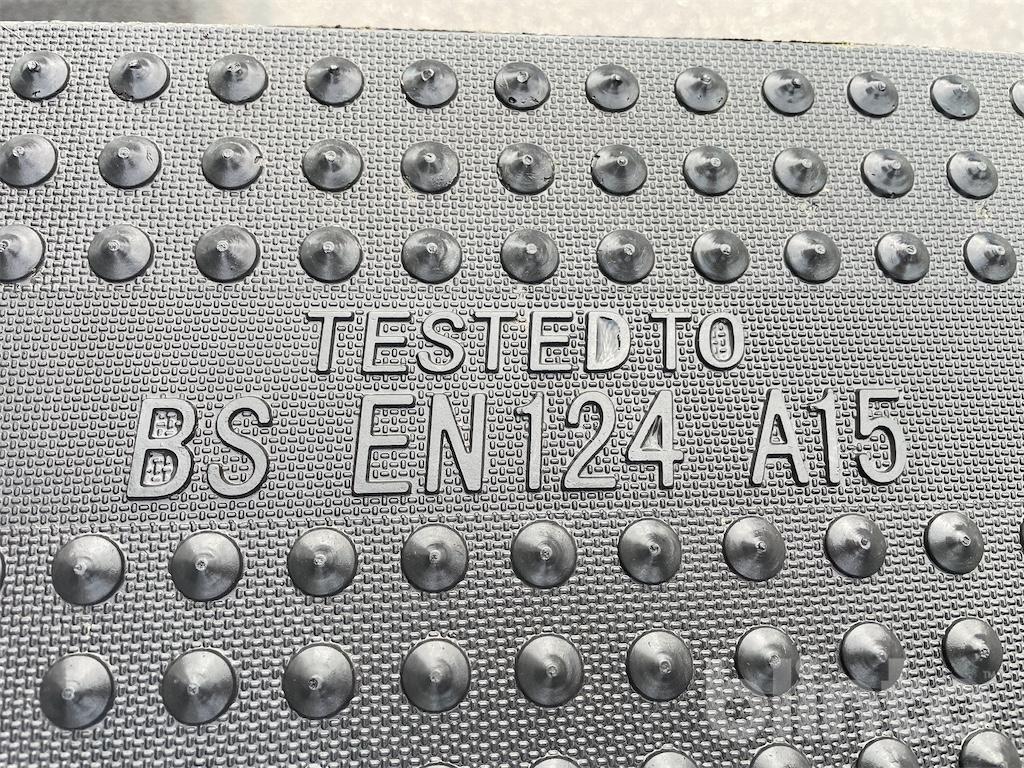 TESTED TO
BS EN124 A15